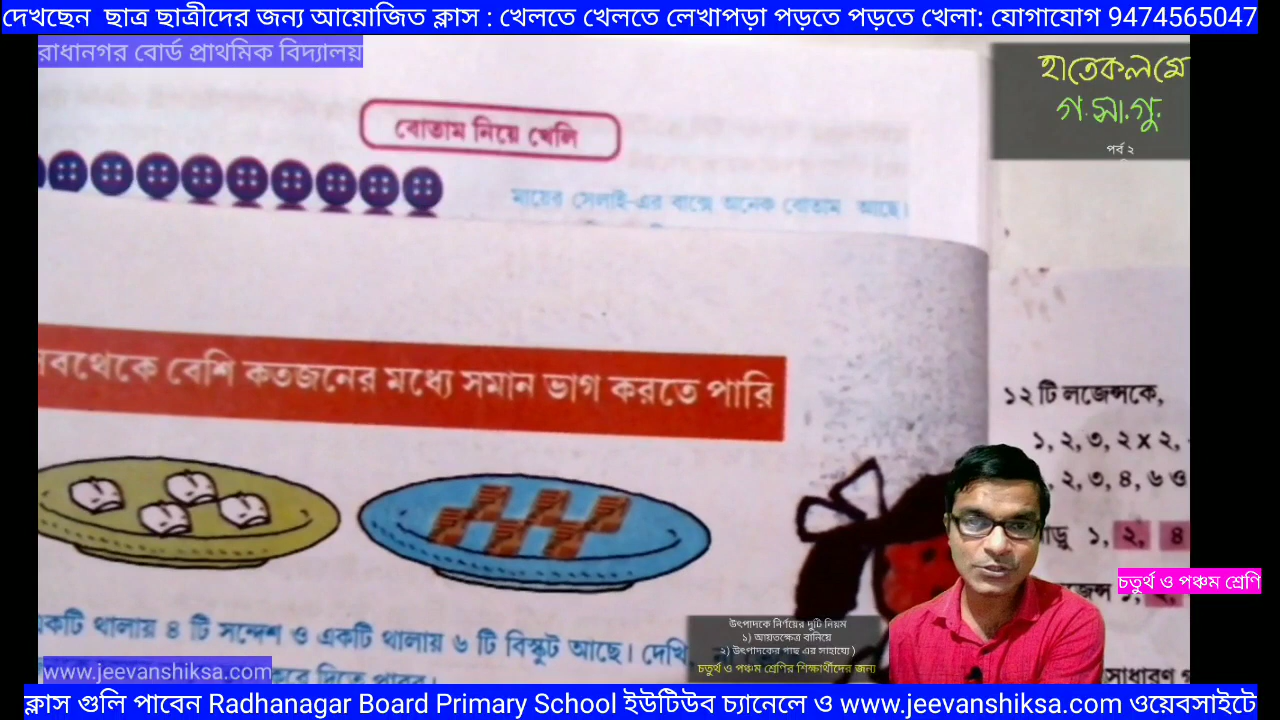 দেখছেন ছাত্র ছাত্রীদের জন্য আয়োজিত ক্লাস : খেলতে খেলতে লেখাপড়া পড়তে পড়তে খেলা: যোগাযোগ 9474565047
রাধানগর বোর্ড প্রাথমিক বিদ্যালয়
হাতেকলমে
গ.সা.গু.
পর্ব ২
বোতাম নিয়ে খেলি
মায়ের সেলাই-এর বাক্সে অনেক বোতাম আছে।
বথেকে বেশি কতজনের মধ্যে সমান ভাগ করতে পারি
১২ টি লজেন্সকে,
১, ২, ৩, ২ x ২,
২, ৩, ৪, ৬ ও
১, ২, ৪
চতুর্থ ও পঞ্চম শ্রেণি
একটি থালায় ৪ টি সন্দেশ ও একটি থালায় ৬ টি বিস্কুট আছে। দেখি
উৎপাদকে নির্ণয়ের দুটি নিয়ম
১) আয়তক্ষেত্র বানিয়ে
২) উৎপাদকের গাছ এর সাহায্যে )
চতুর্থ ও পঞ্চম শ্রেণির শিক্ষার্থীদের জন্য
www.jeevanshiksa.com
দিতে পারব।
সাধারণ
ক্লাস গুলি পাবেন Radhanagar Board Primary School ইউটিউব চ্যানেলে ও www.jeevanshiksa.com ওয়েবসাইটে